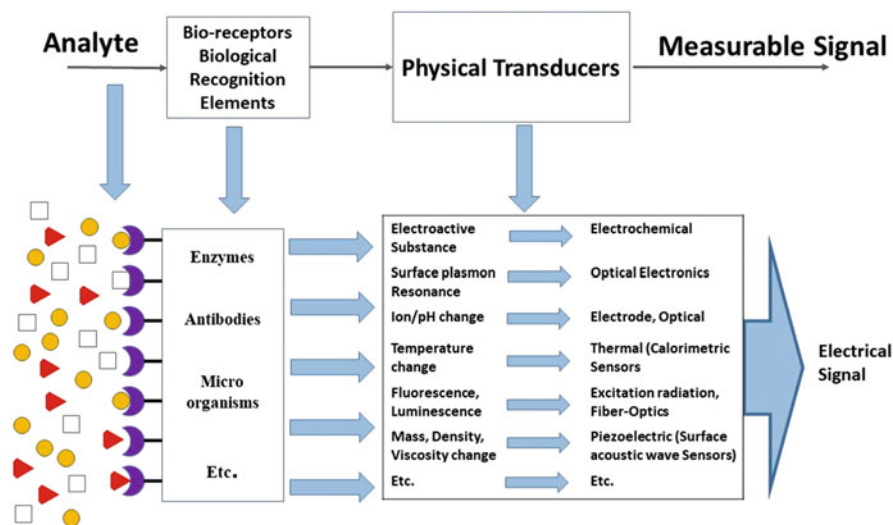 Analyte
Bio-receptors
Biological
Recognition
Elements
Physical Transducers
Measurable Signal
Enzymes
Antibodies
Micro
organisms
Etc.
Electroactive
Substance
Electrochemical
Surface plasmon
Resonance
Optical Electronics
Ion/pH change
Electrode, Optical
Temperature
change
Thermal (Calorimetric
Sensors
Fluorescence,
Luminescence
Excitation radiation,
Fiber-Optics
Mass, Density,
Viscosity change
Piezoelectric (Surface
acoustic wave Sensors)
Etc.
Etc.
Electrical
Signal